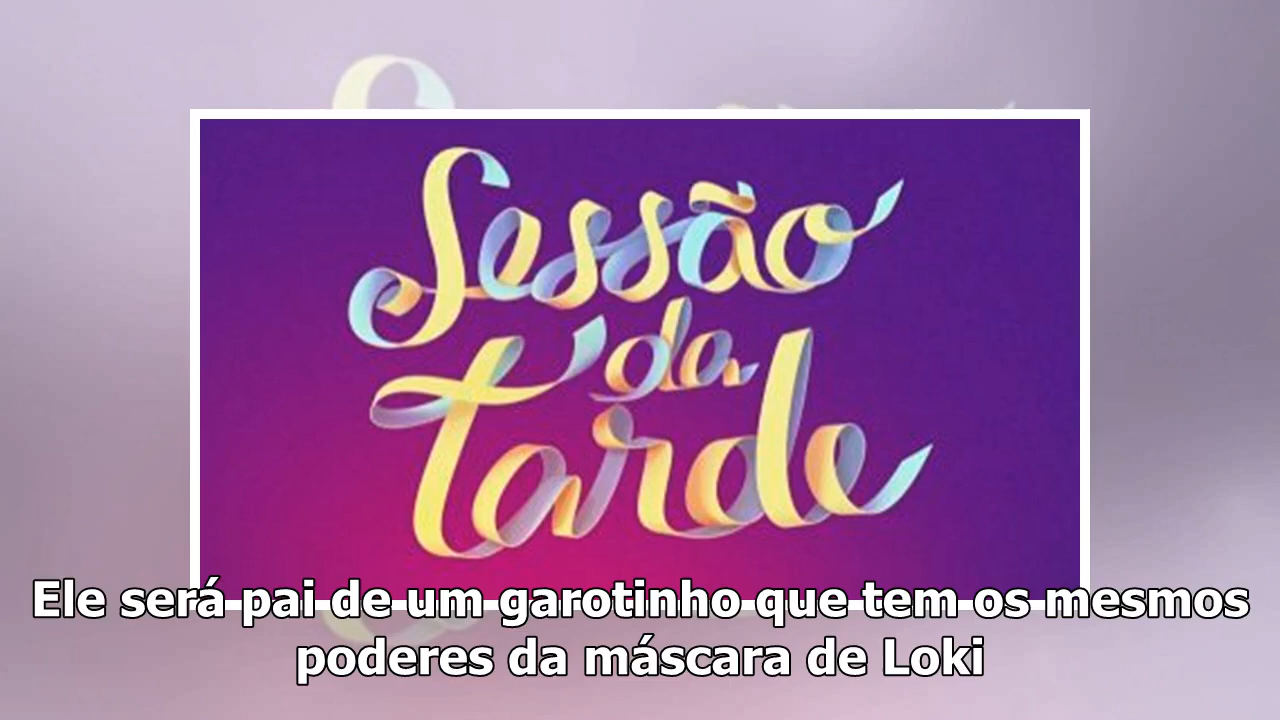 Sessão
da
tarde
Ele será pai de um garotinho que tem os mesmos
poderes da máscara de Loki